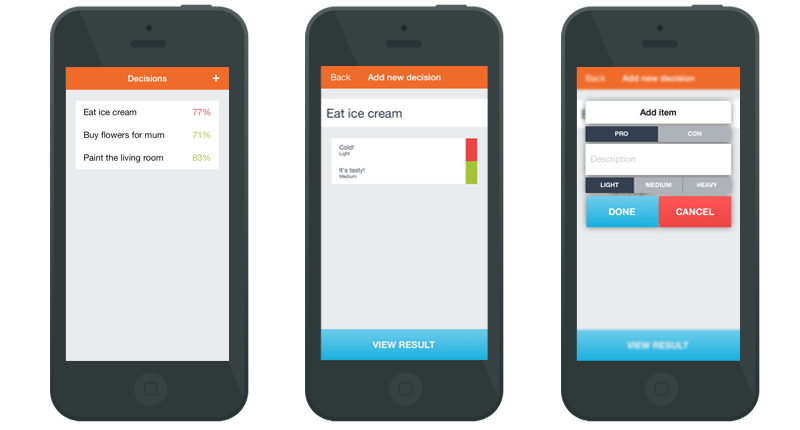 Decisions +
Eat ice cream 77%
Buy flowers for mum 71%
Paint the living room 83%
Back Add new decision
Eat ice cream
Cold!
Light
It's tasty!
Medium
VIEW RESULT
Back Add new decision
Add item
PRO CON
Description
LIGHT MEDIUM HEAVY
DONE CANCEL
VIEW RESULT